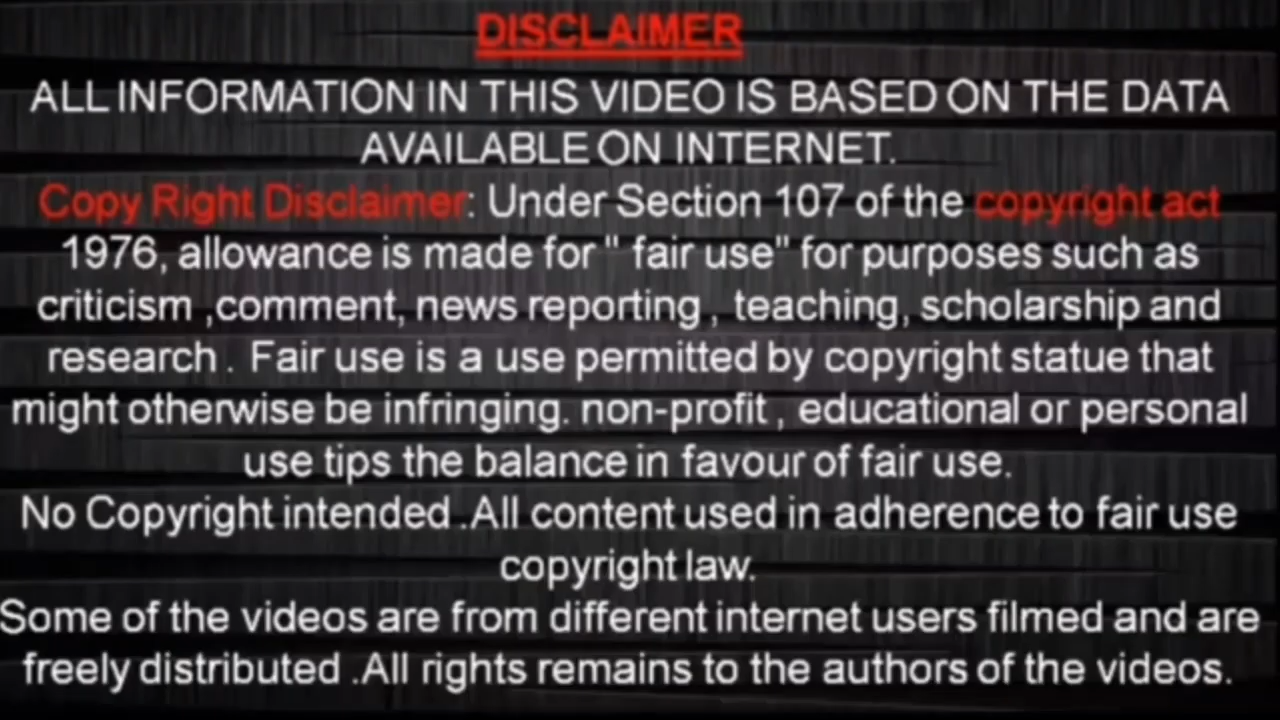 DISCLAIMER
ALL INFORMATION IN THIS VIDEO IS BASED ON THE DATA
AVAILABLE ON INTERNET.
Copy Right Disclaimer: Under Section 107 of the copyright act
1976, allowance is made for " fair use" for purposes such as
criticism ,comment, news reporting , teaching, scholarship and
research . Fair use is a use permitted by copyright statue that
might otherwise be infringing. non-profit , educational or personal
use tips the balance in favour of fair use.
No Copyright intended .All content used in adherence to fair use
copyright law.
Some of the videos are from different internet users filmed and are
freely distributed .All rights remains to the authors of the videos.